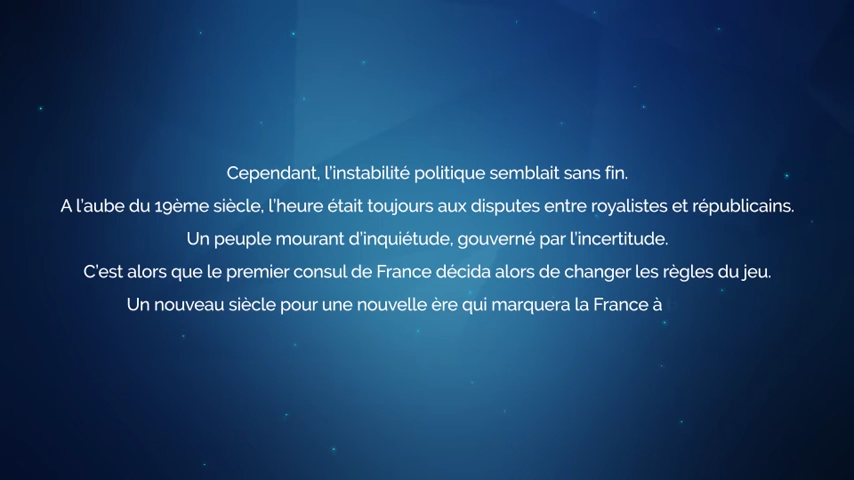 Cependant, l'instabilité politique semblait sans fin.
A l'aube du 19ème siècle, l'heure était toujours aux disputes entre royalistes et républicains.
Un peuple mourant d'inquiétude, gouverné par l'incertitude.
C'est alors que le premier consul de France décida alors de changer les règles du jeu.
Un nouveau siècle pour une nouvelle ère qui marquera la France à